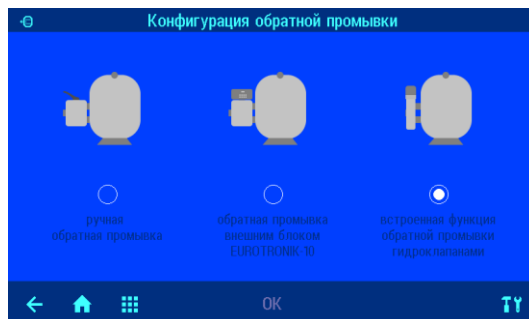 Конфигурация обратной промывки
ручная
обратная промывка
обратная промывка
внешним блоком
EUROTRONIK-10
встроенная функция
обратной промывки
гидроклапанами
OK